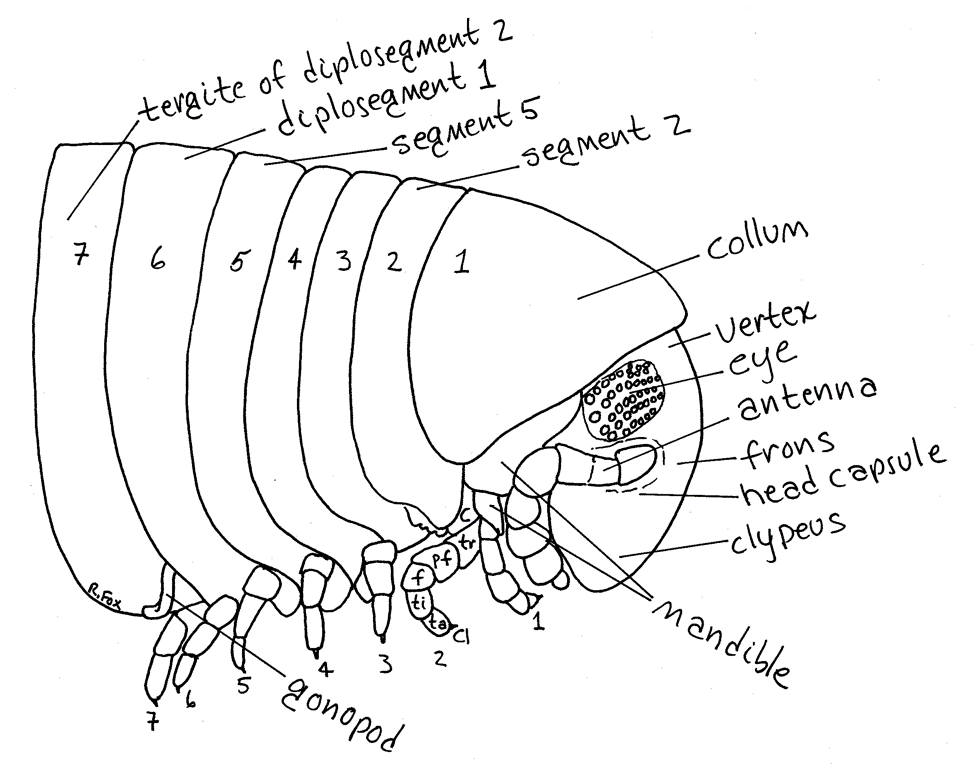 tergite of diplosegment 2
diplosegment 1
segment 5
segment 2
7 6 5 4 3 2 1
collum
vertex
eye
antenna
frons
head capsule
clypeus
mandible
c
tr
pf
f
ti
ta
cl
R. Fox
1
2
3
4
5
6
7
gonopod